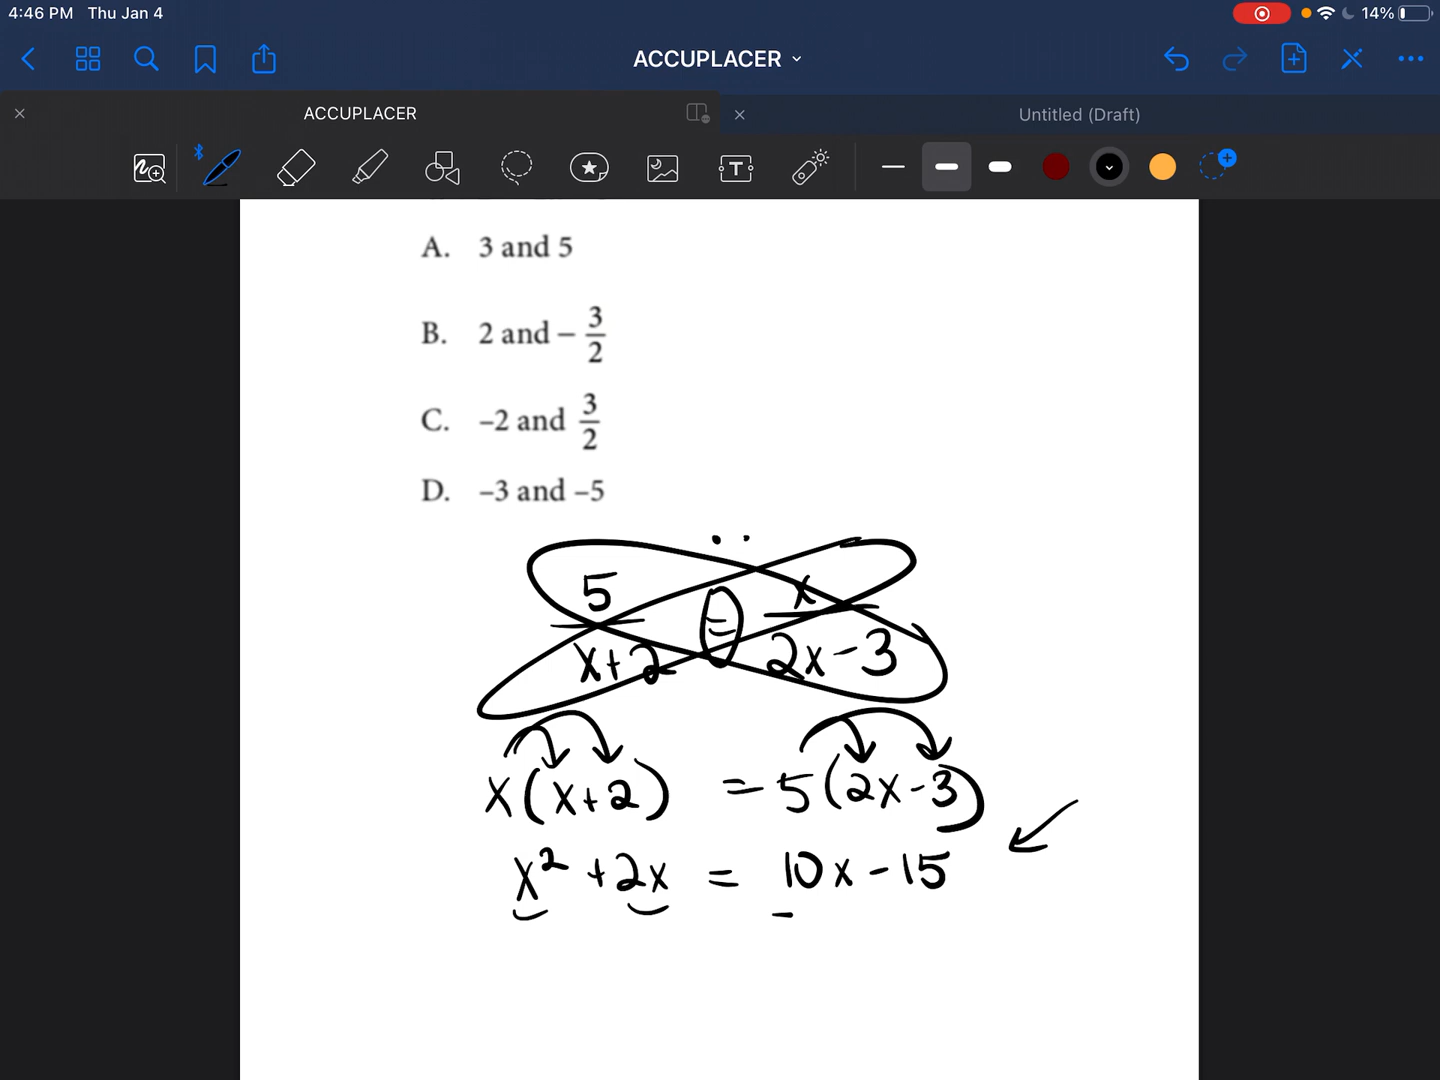 4:46 PM Thu Jan 4
14%
ACCUPLACER
ACCUPLACER
Untitled (Draft)
T
A. 3 and 5
B. 2 and – 3/2
C. –2 and 3/2
D. –3 and –5
5/x+2 = x/2x-3
x(x+2) = 5(2x-3)
x² + 2x = 10x - 15